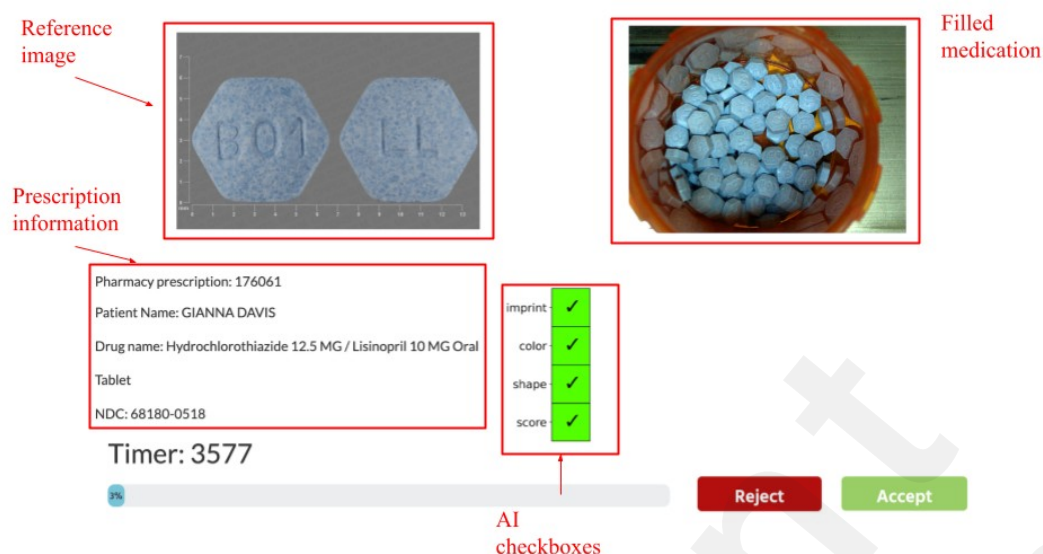 Reference
image
Filled
medication
B01
LL
Prescription
information
Pharmacy prescription: 176061
Patient Name: GIANNA DAVIS
Drug name: Hydrochlorothiazide 12.5 MG / Lisinopril 10 MG Oral
Tablet
NDC: 68180-0518
imprint ✓
color ✓
shape ✓
score ✓
Timer: 3577
3%
Reject
Accept
AI
checkboxes